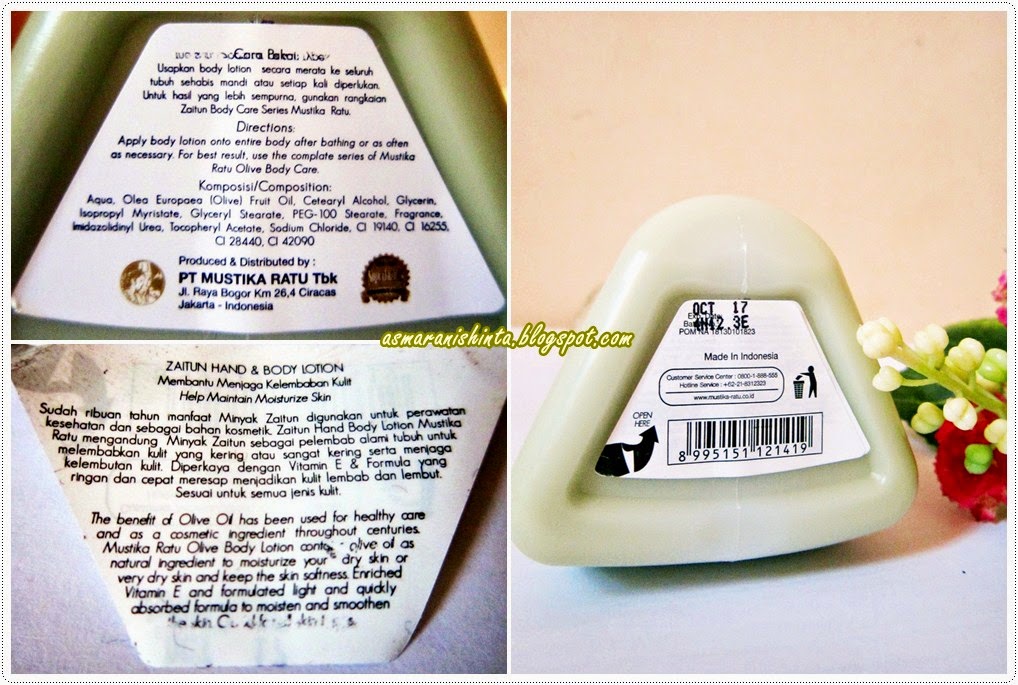 Cara Pakai:
Usapkan body lotion secara merata ke seluruh
tubuh sehabis mandi atau setiap kali diperlukan.
Untuk hasil yang lebih sempurna, gunakan rangkaian
Zaitun Body Care Series Mustika Ratu.
Directions:
Apply body lotion onto entire body after bathing or as often
as necessary. For best result, use the complate series of Mustika
Ratu Olive Body Care.
Komposisi/Composition:
Aqua, Olea Europaea (Olive) Fruit Oil, Cetearyl Alcohol, Glycerin,
Isopropyl Myristate, Glyceryl Stearate, PEG-100 Stearate, Fragrance,
Imidazolidinyl Urea, Tocopheryl Acetate, Sodium Chloride, CI 19140, CI 16255,
CI 28440, CI 42090
Produced & Distributed by :
PT MUSTIKA RATU Tbk
Jl. Raya Bogor Km 26,4 Ciracas
Jakarta - Indonesia
ZAITUN HAND & BODY LOTION
Membantu Menjaga Kelembaban Kulit
Help Maintain Moisturize Skin
Sudah ribuan tahun manfaat Minyak Zaitun digunakan untuk perawatan
kesehatan dan sebagai bahan kosmetik. Zaitun Hand Body Lotion Mustika
Ratu mengandung Minyak Zaitun sebagai pelembab alami tubuh untuk
melembabkan kulit yang kering atau sangat kering serta menjaga
kelembutan kulit. Diperkaya dengan Vitamin E & Formula yang
ringan dan cepat meresap menjadikan kulit lembab dan lembut.
Sesuai untuk semua jenis kulit.
The benefit of Olive Oil has been used for healthy care
and as a cosmetic ingredient throughout centuries.
Mustika Ratu Olive Body Lotion olive oil as
natural ingredient to moisturize your dry skin or
very dry skin and keep the skin softness. Enriched
Vitamin E and formulated light and quickly
absorbed formula to moisten and smoothen
the skin
OCT 17
4H42.3E
POM NA 18130101823
Made In Indonesia
Customer Service Center : 0800-1-888-555
Hotline Service : +62-21-8312323
www.mustika-ratu.co.id
OPEN
HERE
8 995151 121419
asmaranishinta.blogspot.com